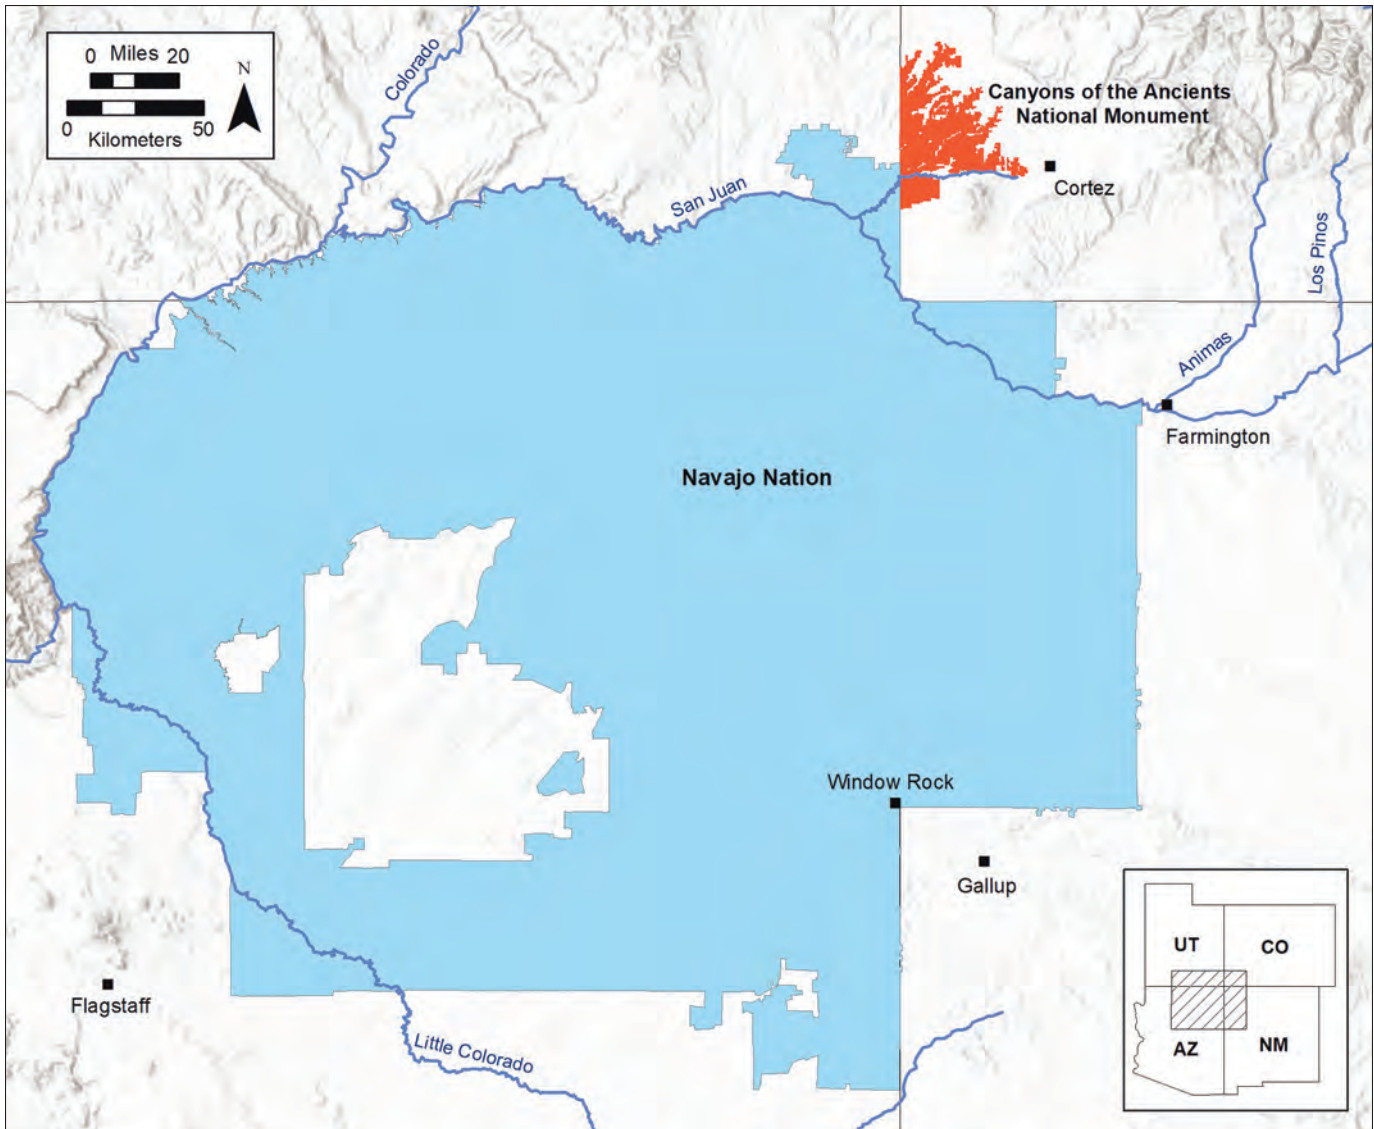 0 Miles 20
N
0 50
Kilometers
Colorado
Canyons of the Ancients
National Monument
Cortez
San Juan
Los Pinos
Animas
Farmington
Navajo Nation
Window Rock
Gallup
Flagstaff
Little Colorado
UT CO
AZ NM